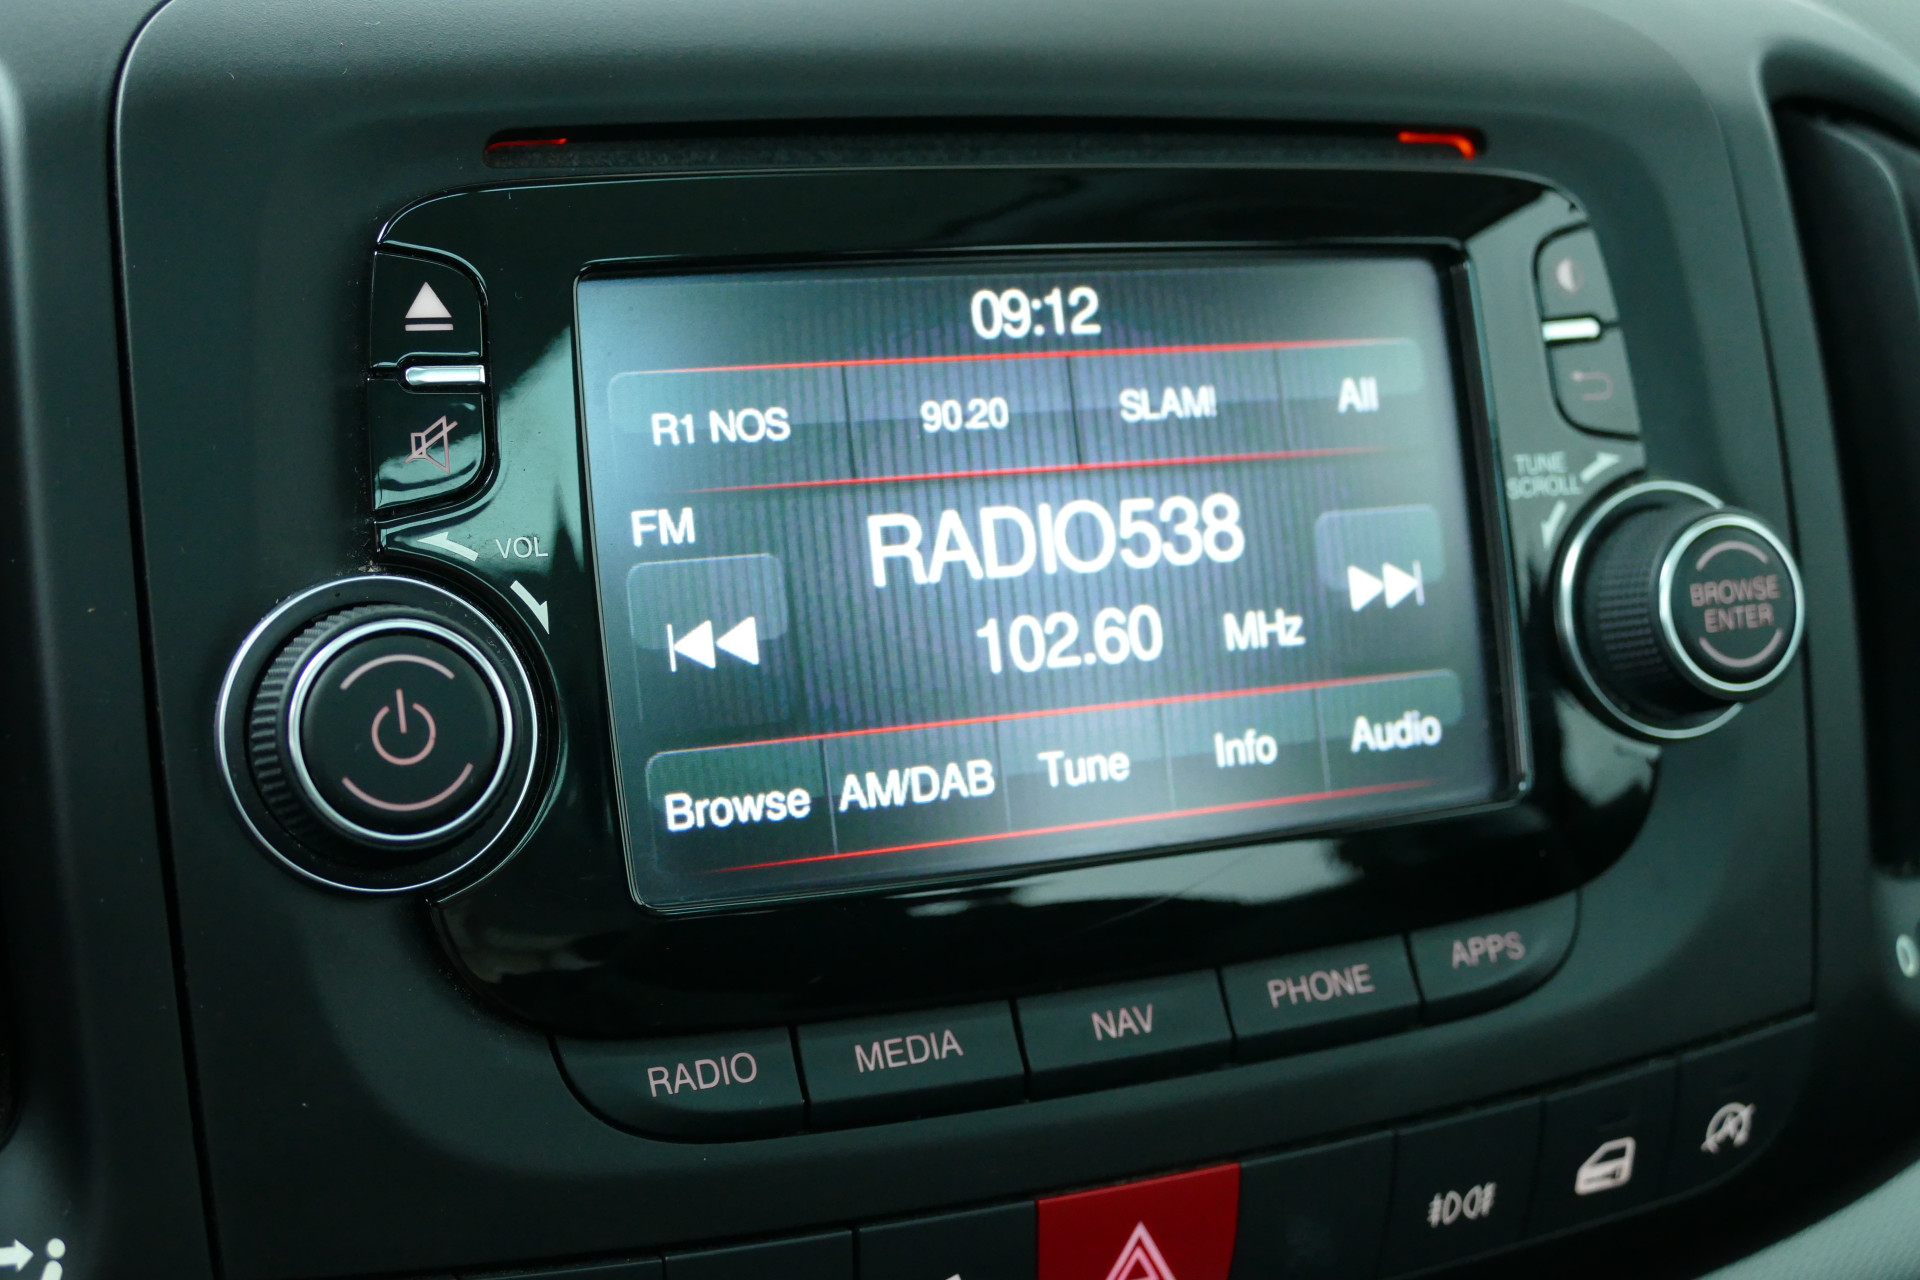 09:12
R1 NOS 90.20 SLAM! All
FM
RADIO538
102.60 MHz
Browse AM/DAB Tune Info Audio
VOL
TUNE
SCROLL
BROWSE
ENTER
RADIO MEDIA NAV PHONE APPS
0